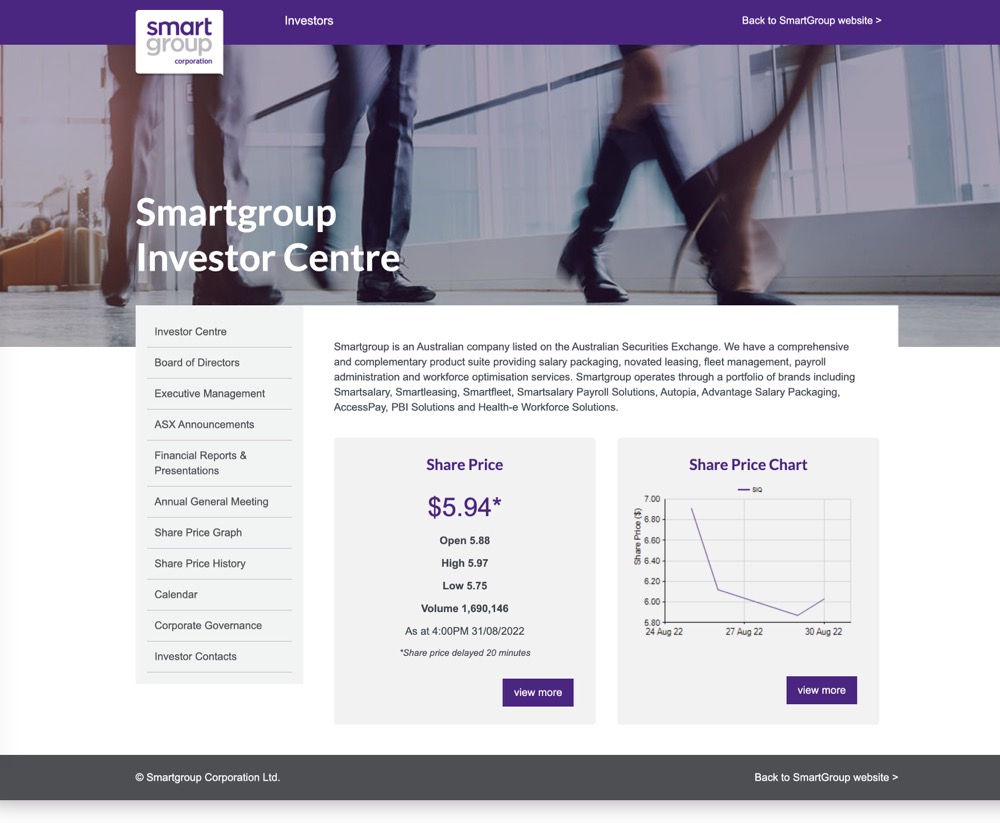 smart
group
corporation
Investors
Back to SmartGroup website >
Smartgroup
Investor Centre
Investor Centre
Board of Directors
Executive Management
ASX Announcements
Financial Reports &
Presentations
Annual General Meeting
Share Price Graph
Share Price History
Calendar
Corporate Governance
Investor Contacts
Smartgroup is an Australian company listed on the Australian Securities Exchange. We have a comprehensive
and complementary product suite providing salary packaging, novated leasing, fleet management, payroll
administration and workforce optimisation services. Smartgroup operates through a portfolio of brands including
Smartsalary, Smartleasing, Smartfleet, Smartsalary Payroll Solutions, Autopia, Advantage Salary Packaging,
AccessPay, PBI Solutions and Health-e Workforce Solutions.
Share Price
$5.94*
Open 5.88
High 5.97
Low 5.75
Volume 1,690,146
As at 4:00PM 31/08/2022
*Share price delayed 20 minutes
view more
Share Price Chart
SIQ
Share Price ($)
7.00
6.80
6.60
6.40
6.20
6.00
5.80
24 Aug 22 27 Aug 22 30 Aug 22
view more
© Smartgroup Corporation Ltd.
Back to SmartGroup website >